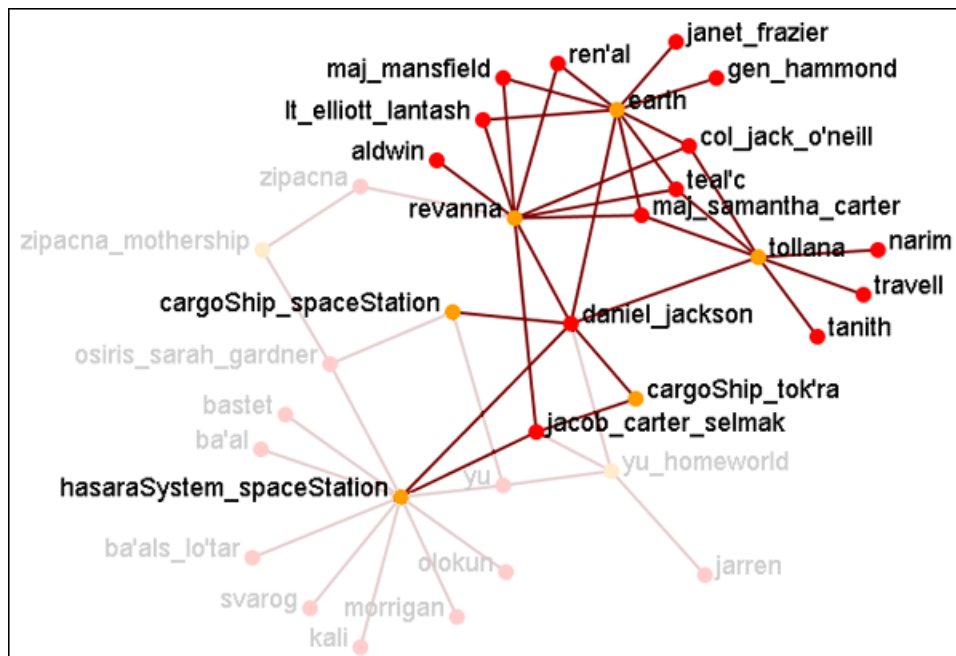 janet_frazier
ren'al
maj_mansfield
gen_hammond
earth
lt_elliott_lantash
col_jack_o'neill
aldwin
zipacna
teal'c
revanna
maj_samantha_carter
zipacna_mothership
tollana
narim
travell
cargoShip_spaceStation
daniel_jackson
tanith
osiris_sarah_gardner
cargoShip_tok'ra
bastet
jacob_carter_selmak
ba'al
yu_homeworld
yu
hasaraSystem_spaceStation
ba'als_lo'tar
olokun
jarren
svarog
morrigan
kali